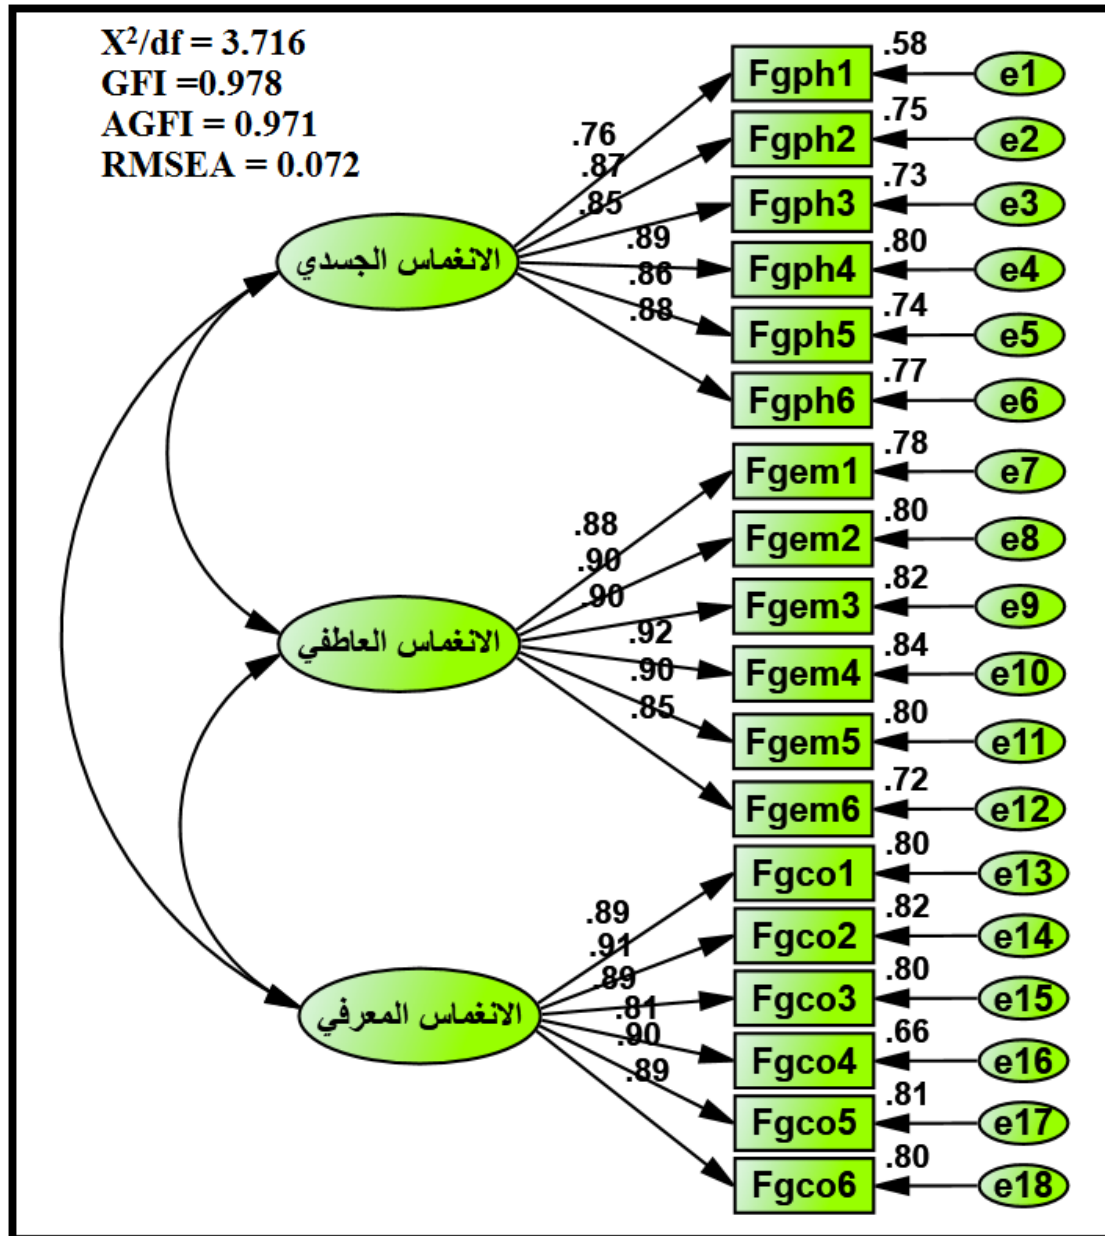 X²/df = 3.716
GFI =0.978
AGFI = 0.971
RMSEA = 0.072
.58
Fgph1
e1
.75
.76
Fgph2
e2
.87
.73
.85
Fgph3
e3
الانغماس الجسدي
.89
.80
Fgph4
e4
.86
.74
.88
Fgph5
e5
.77
Fgph6
e6
.78
Fgem1
e7
.88
.80
Fgem2
e8
.90
.82
.90
Fgem3
e9
الانغماس العاطفي
.92
.84
Fgem4
e10
.90
.80
.85
Fgem5
e11
.72
Fgem6
e12
.80
Fgco1
e13
.89
.82
.91
Fgco2
e14
.89
.80
Fgco3
e15
الانغماس المعرفي
.81
.90
.66
Fgco4
e16
.89
.81
Fgco5
e17
.80
Fgco6
e18